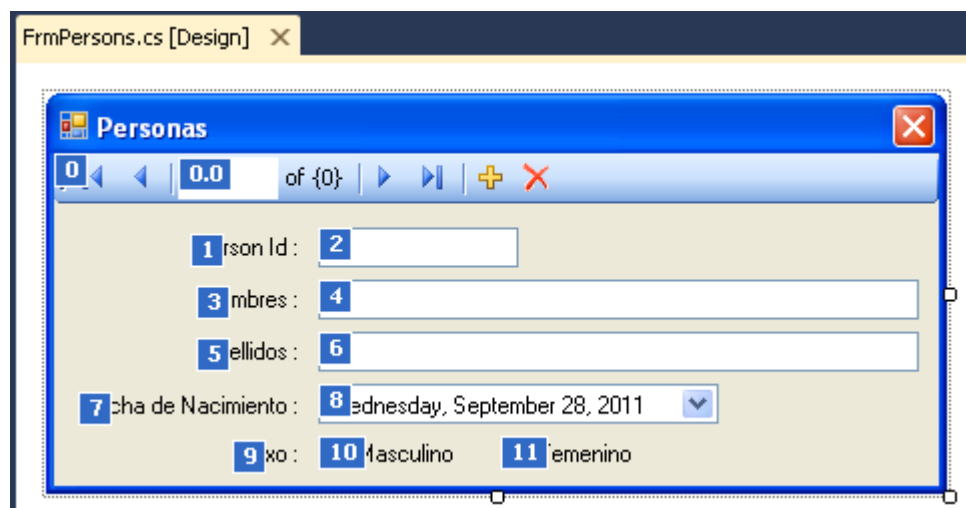 FrmPersons.cs [Design]
Personas
0 0.0 of {0}
1 rson Id : 2
3 mbres : 4
5 ellidos : 6
7 cha de Nacimiento : 8 ednesday, September 28, 2011
9 xo : 10 Masculino 11 Femenino